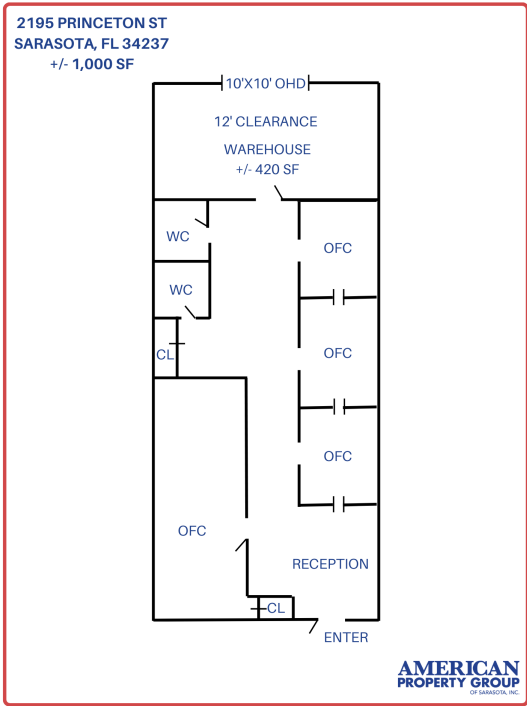 2195 PRINCETON ST
SARASOTA, FL 34237
+/- 1,000 SF
10'X10' OHD
12' CLEARANCE
WAREHOUSE
+/- 420 SF
WC
OFC
WC
OFC
CL
OFC
OFC
RECEPTION
CL
ENTER
AMERICAN
PROPERTY GROUP
OF SARASOTA, INC.